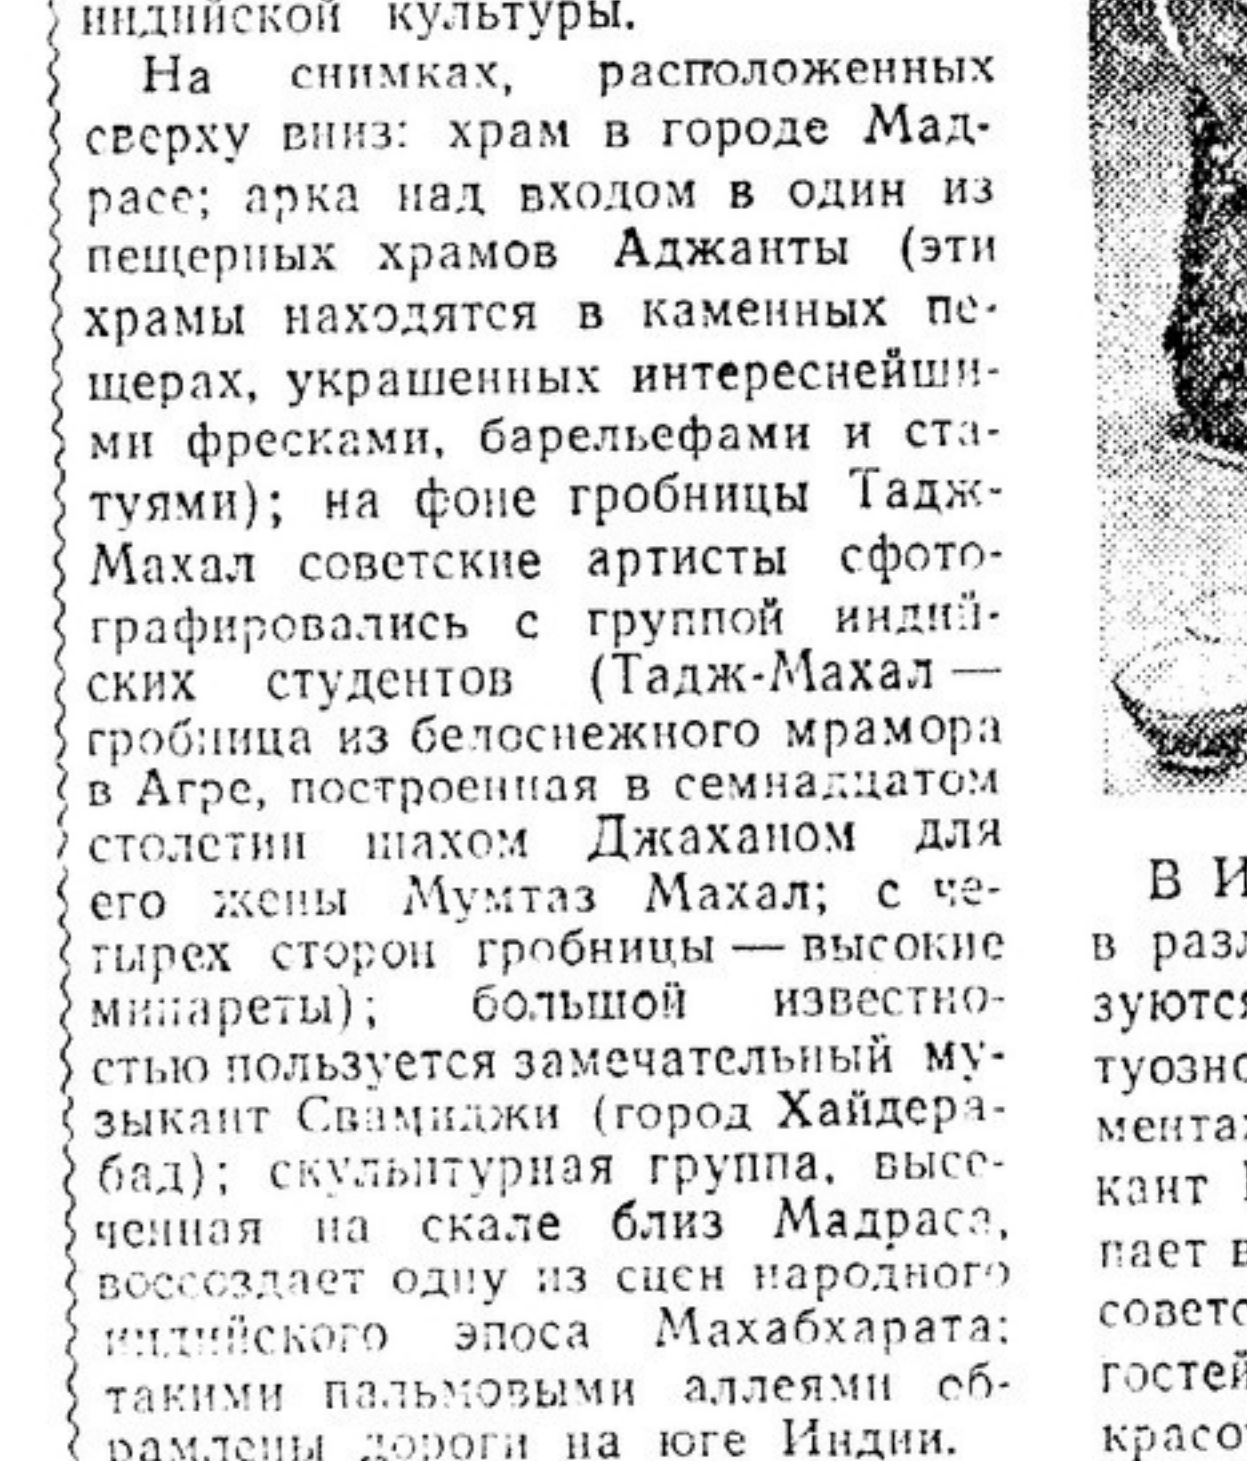 индийской культуры.
На снимках, расположенных
сверху вниз: храм в городе Мад-
расе; арка над входом в один из
пещерных храмов Аджанты (эти
храмы находятся в каменных пе-
щерах, украшенных интереснейши-
ми фресками, барельефами и ста-
туями); на фоне гробницы Тадж-
Махал советские артисты сфото-
графировались с группой индий-
ских студентов (Тадж-Махал —
гробница из белоснежного мрамора
в Агре, построенная в семнадцатом
столетии шахом Джаханом для
его жены Мумтаз Махал; с че-
тырех сторон гробницы — высокие
минареты); большой известно-
стью пользуется замечательный му-
зыкант Свамиджи (город Хайдера-
бад); скульптурная группа, высе-
ченная на скале близ Мадраса,
воссоздает одну из сцен народного
индийского эпоса Махабхарата;
такими пальмовыми аллеями об-
рамлены дороги на юге Индии.
В И
в разл
зуются
туозно
мента
кант
пает в
советс
гостей
красо